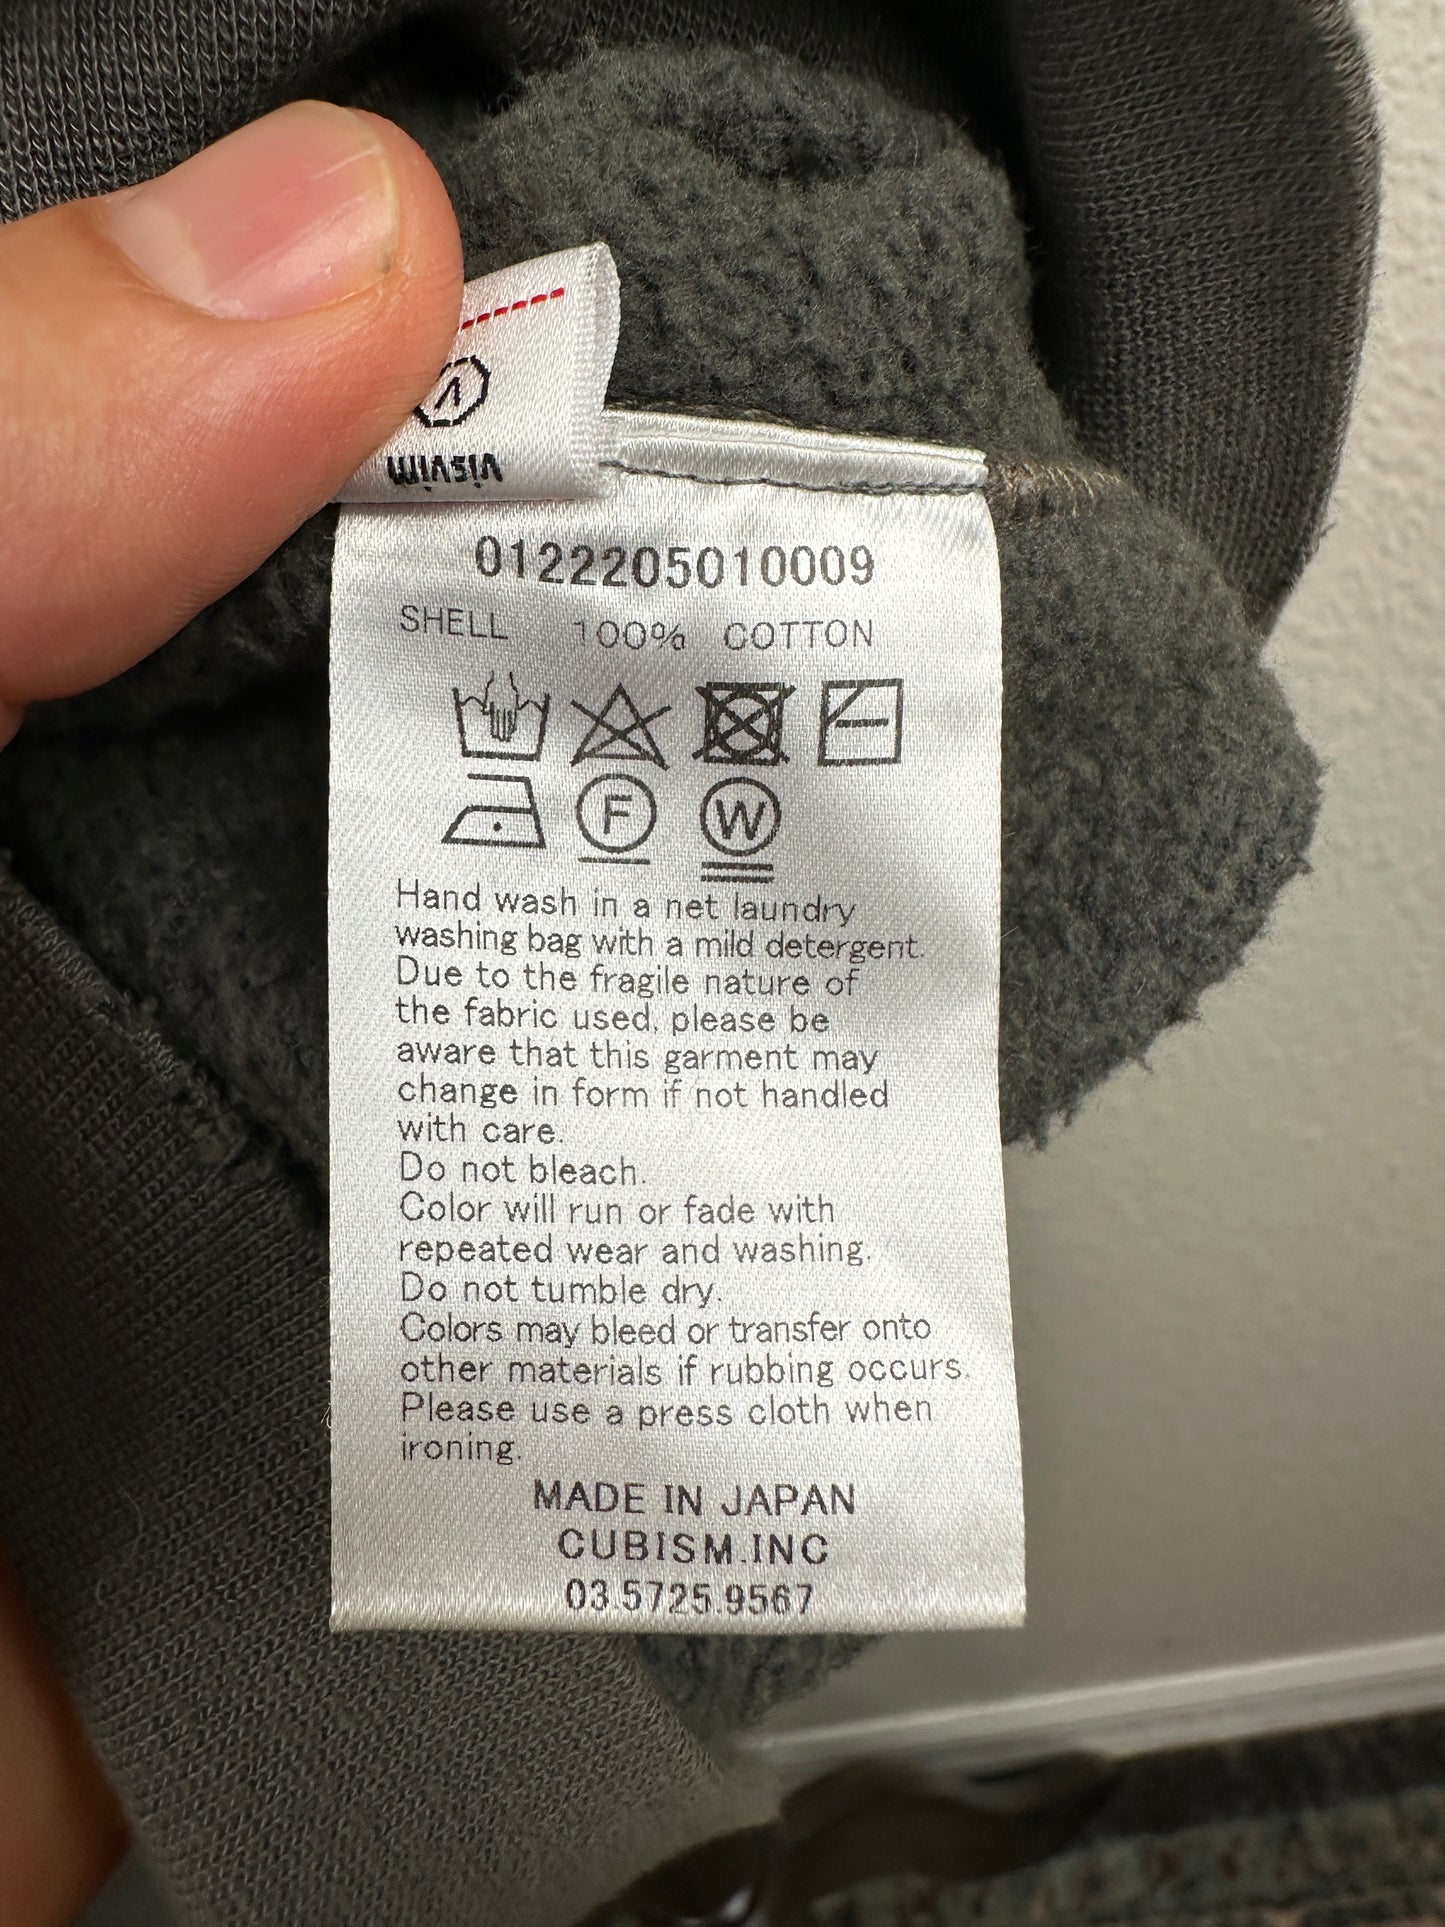 visvim
0122205010009
SHELL 100% COTTON
F W
Hand wash in a net laundry
washing bag with a mild detergent.
Due to the fragile nature of
the fabric used, please be
aware that this garment may
change in form if not handled
with care.
Do not bleach.
Color will run or fade with
repeated wear and washing.
Do not tumble dry.
Colors may bleed or transfer onto
other materials if rubbing occurs.
Please use a press cloth when
ironing.
MADE IN JAPAN
CUBISM.INC
03.5725.9567